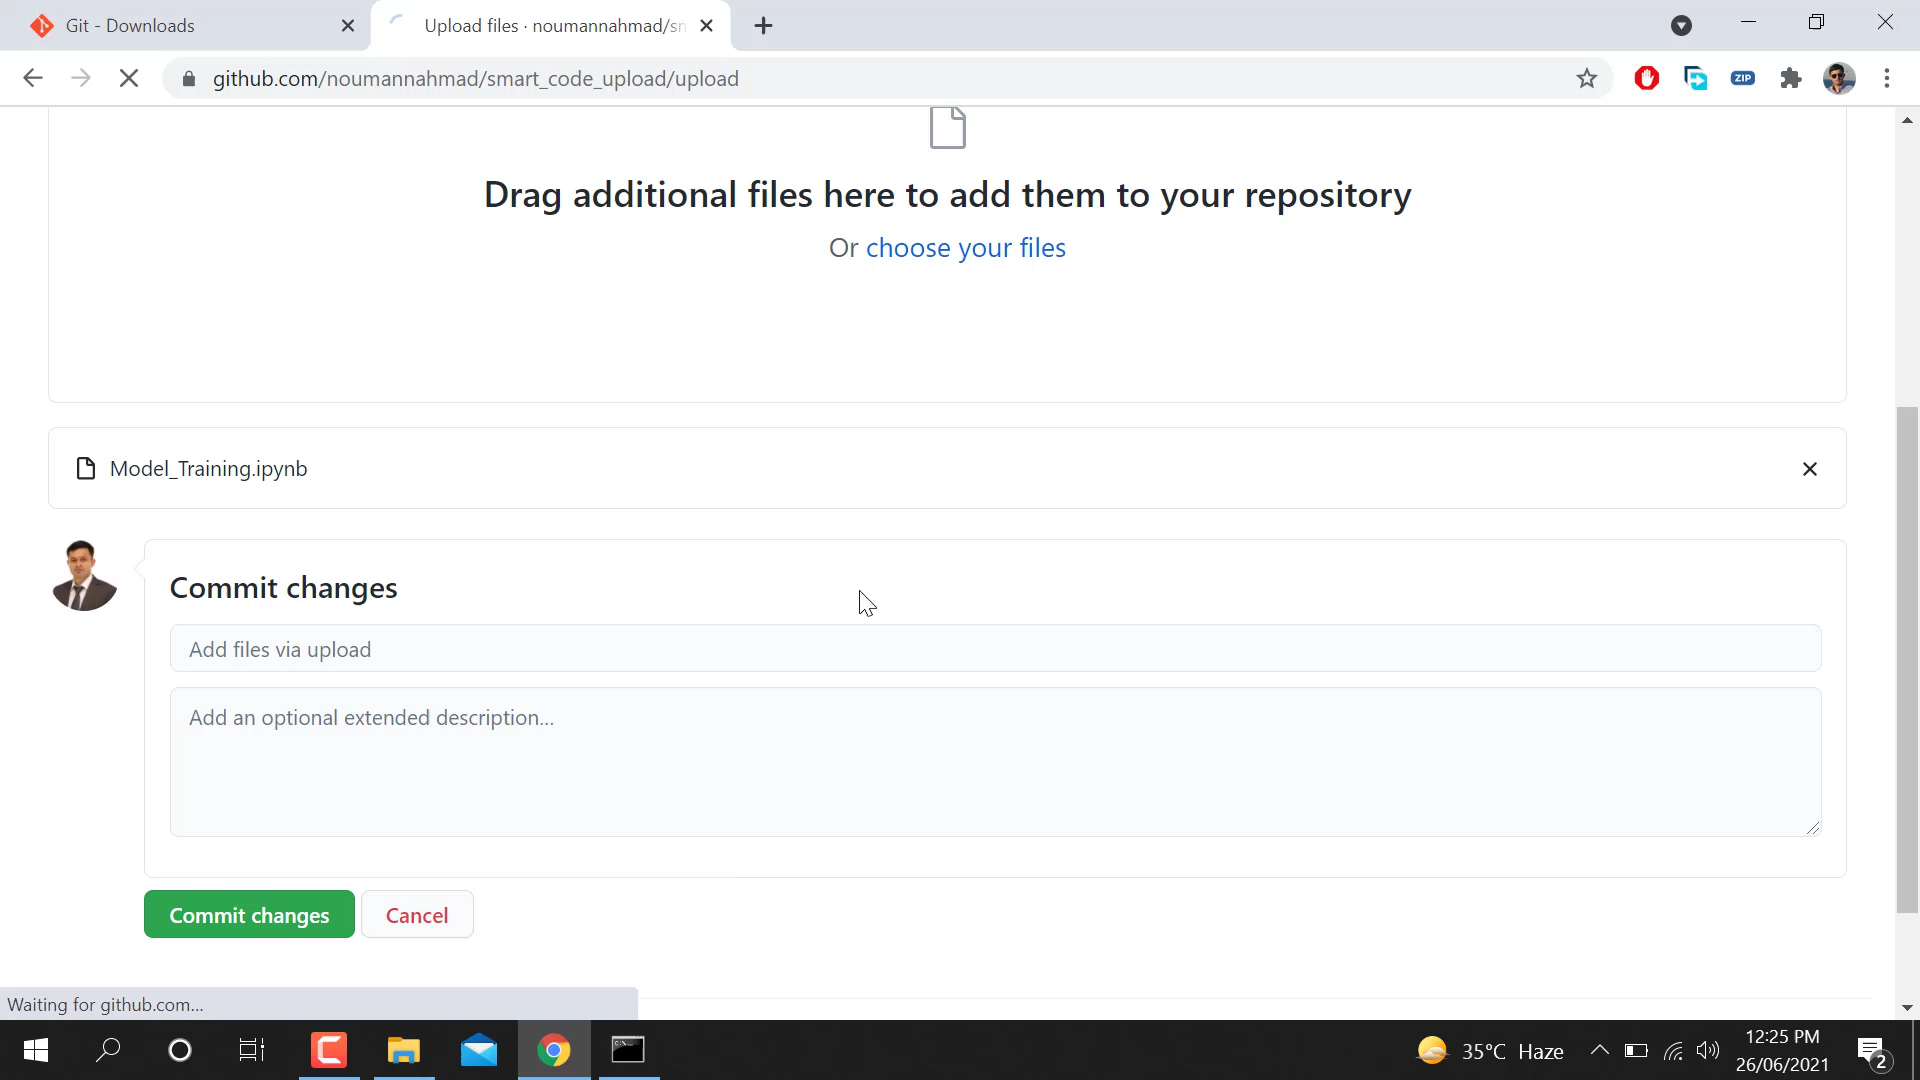 Git - Downloads
Upload files · noumannahmad/sm
github.com/noumannahmad/smart_code_upload/upload
ZIP
Drag additional files here to add them to your repository
Or choose your files
Model_Training.ipynb
Commit changes
Add files via upload
Add an optional extended description...
Commit changes
Cancel
Waiting for github.com...
35°C Haze
12:25 PM
26/06/2021
2